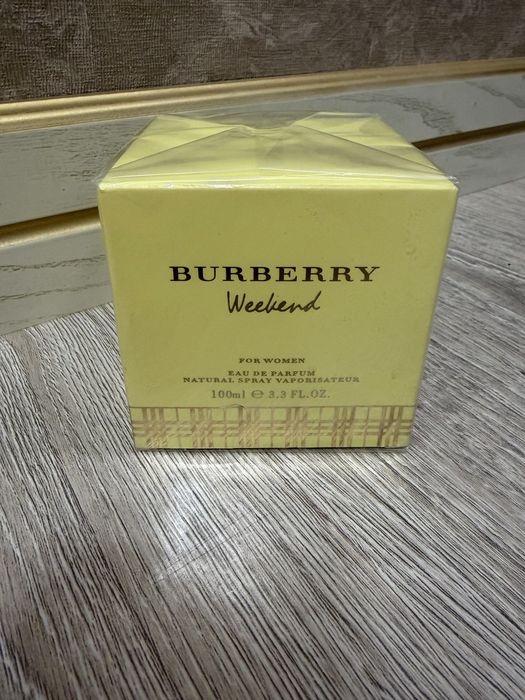 BURBERRY
Weekend
FOR WOMEN
EAU DE PARFUM
NATURAL SPRAY VAPORISATEUR
100ml ℮ 3.3 FL.OZ.